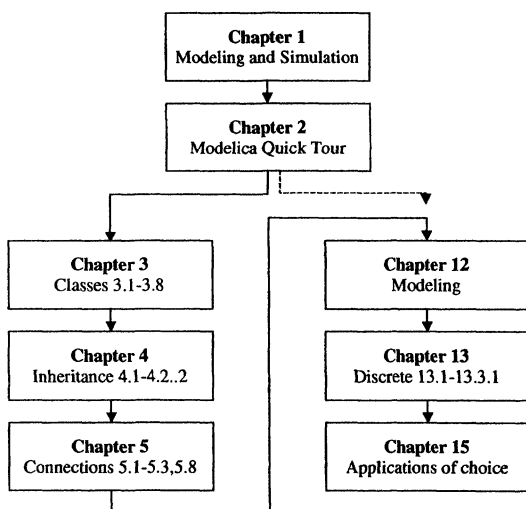 Chapter 1
Modeling and Simulation
Chapter 2
Modelica Quick Tour
Chapter 3
Classes 3.1-3.8
Chapter 4
Inheritance 4.1-4.2..2
Chapter 5
Connections 5.1-5.3,5.8
Chapter 12
Modeling
Chapter 13
Discrete 13.1-13.3.1
Chapter 15
Applications of choice